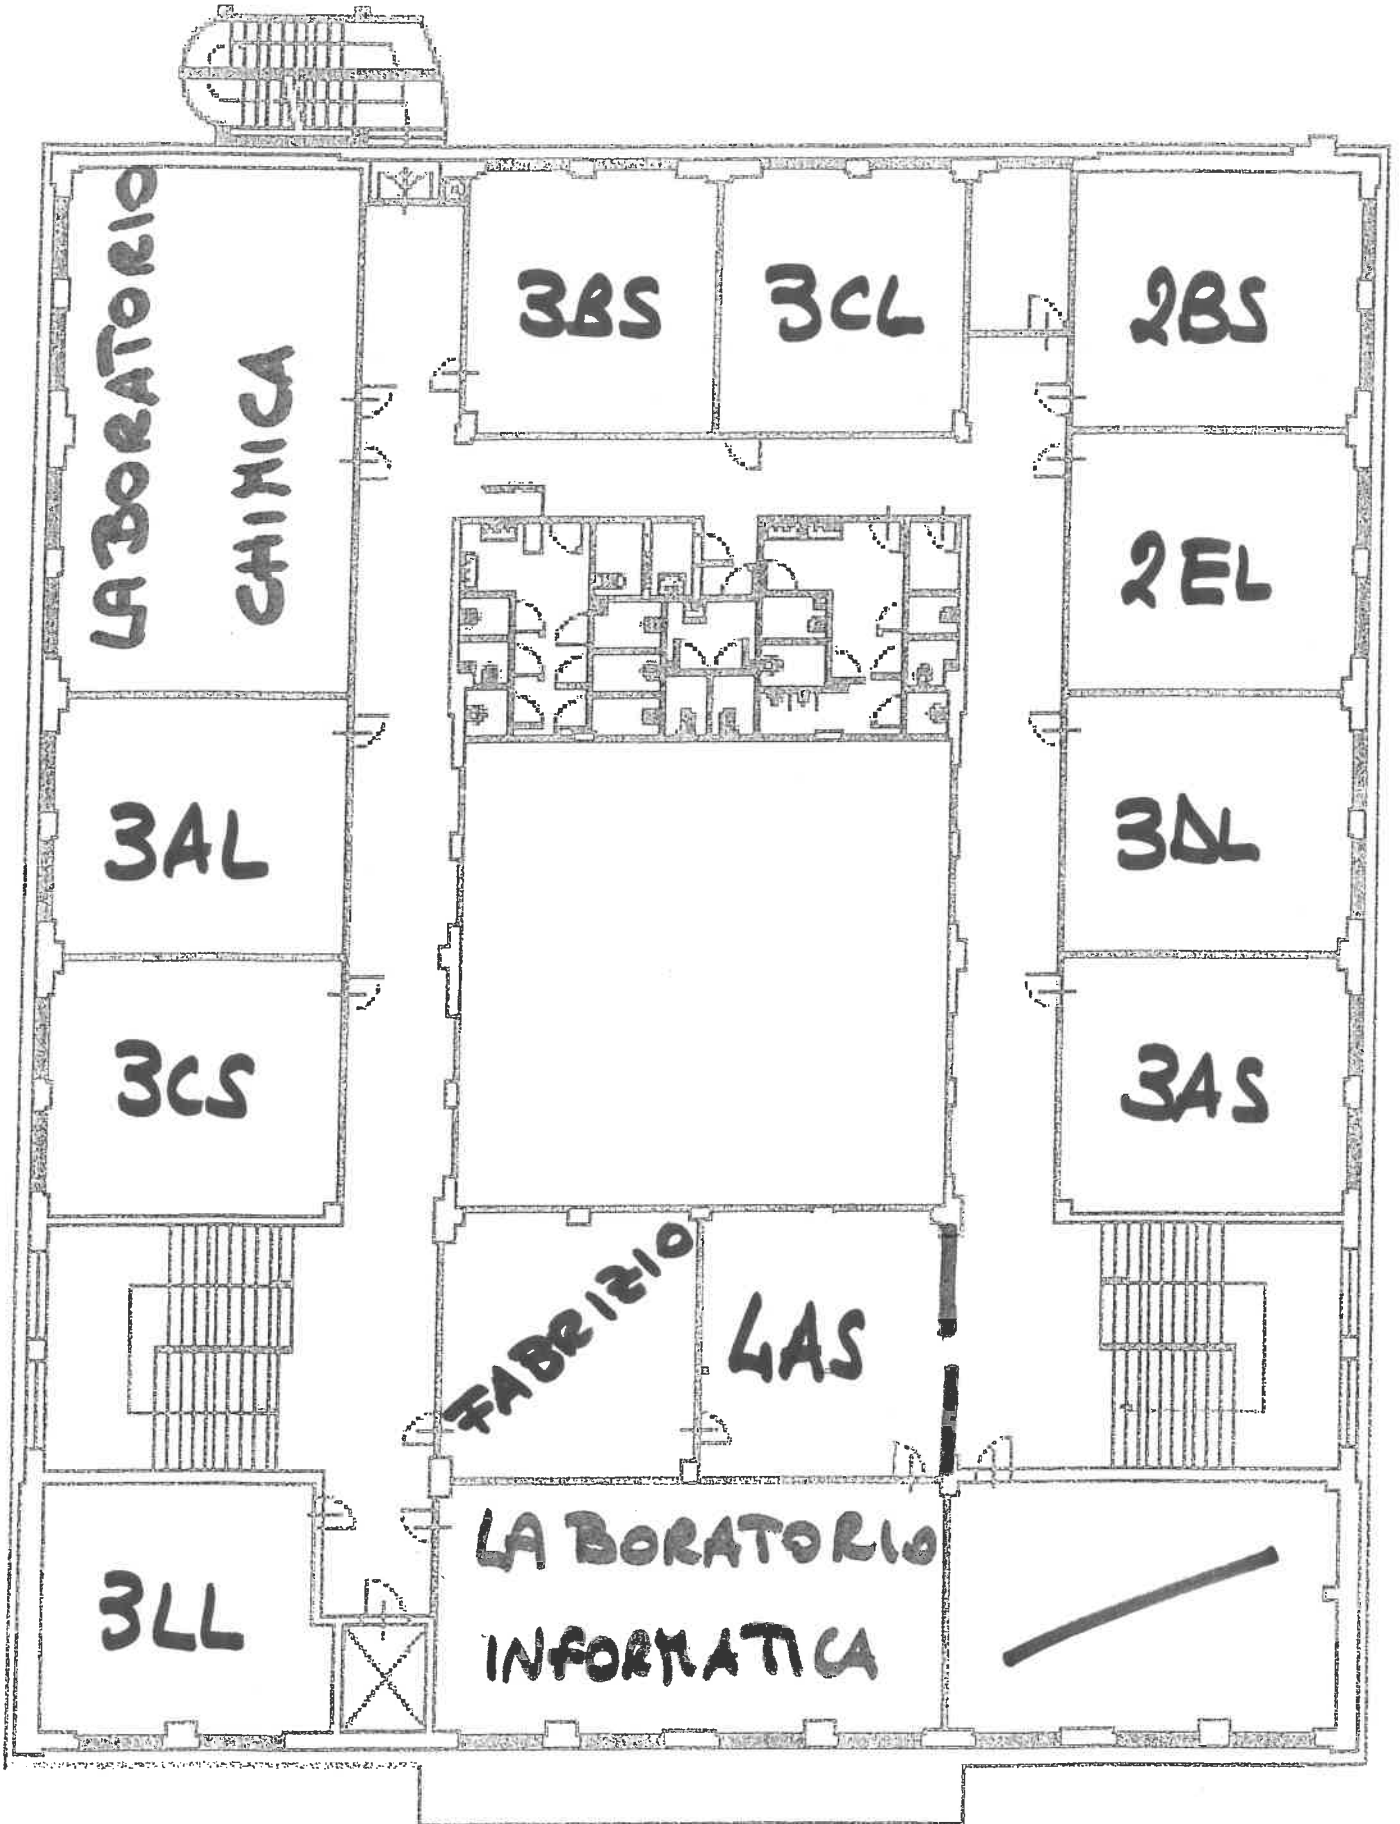 LABORATORIO
CHIMICA
3BS
3CL
2BS
2EL
3AL
3DL
3CS
3AS
FABRIZIO
4AS
LABORATORIO
INFORMATICA
3LL